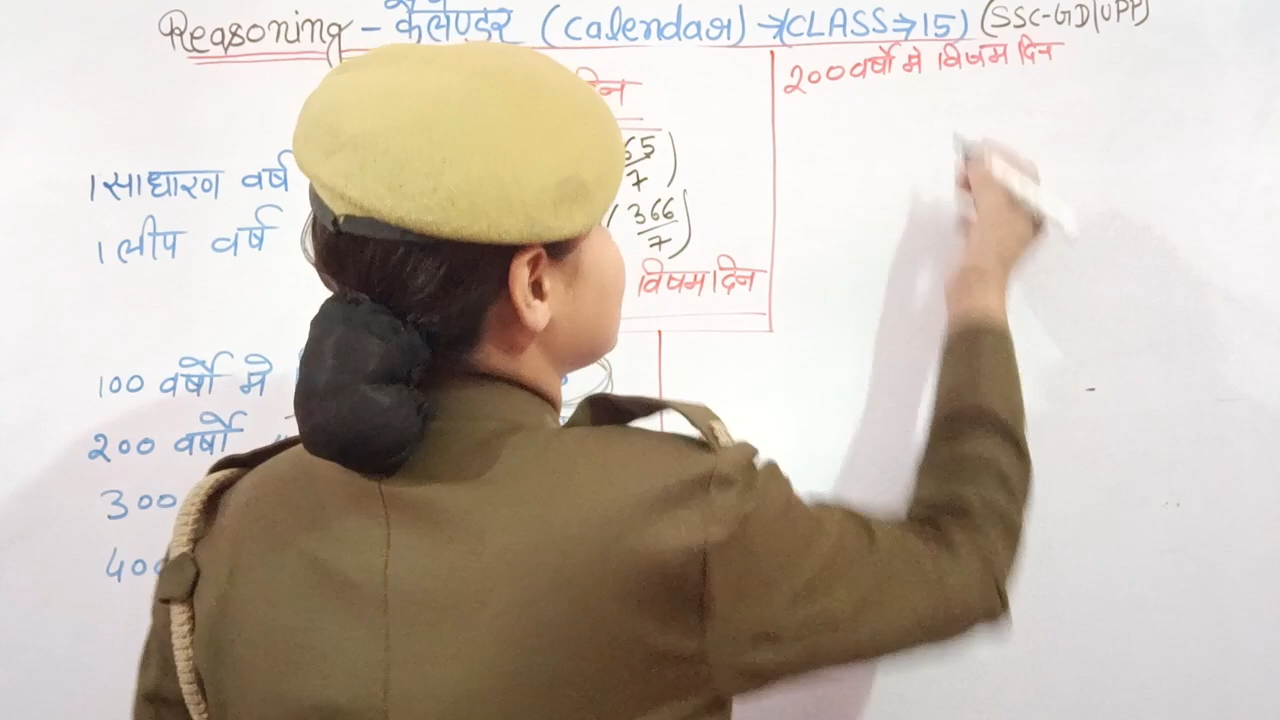 Reasoning - कैलेण्डर (Calendar) → (CLASS → 15) (SSC-GD|UPP)
दिन
1 साधारण वर्ष 65/7)
1 लीप वर्ष (366/7)
विषम दिन
100 वर्षो मे
200 वर्षो "
300
400
200 वर्षो मे विषम दिन